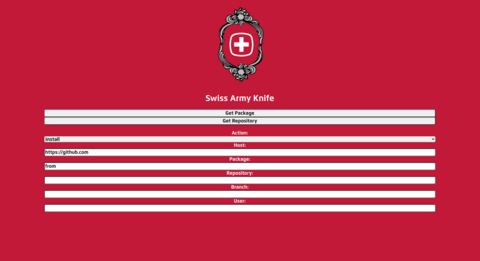 Swiss Army Knife
Get Package
Get Repository
Action:
install
Host:
https://github.com
Package:
from
Repository:
Branch:
User: